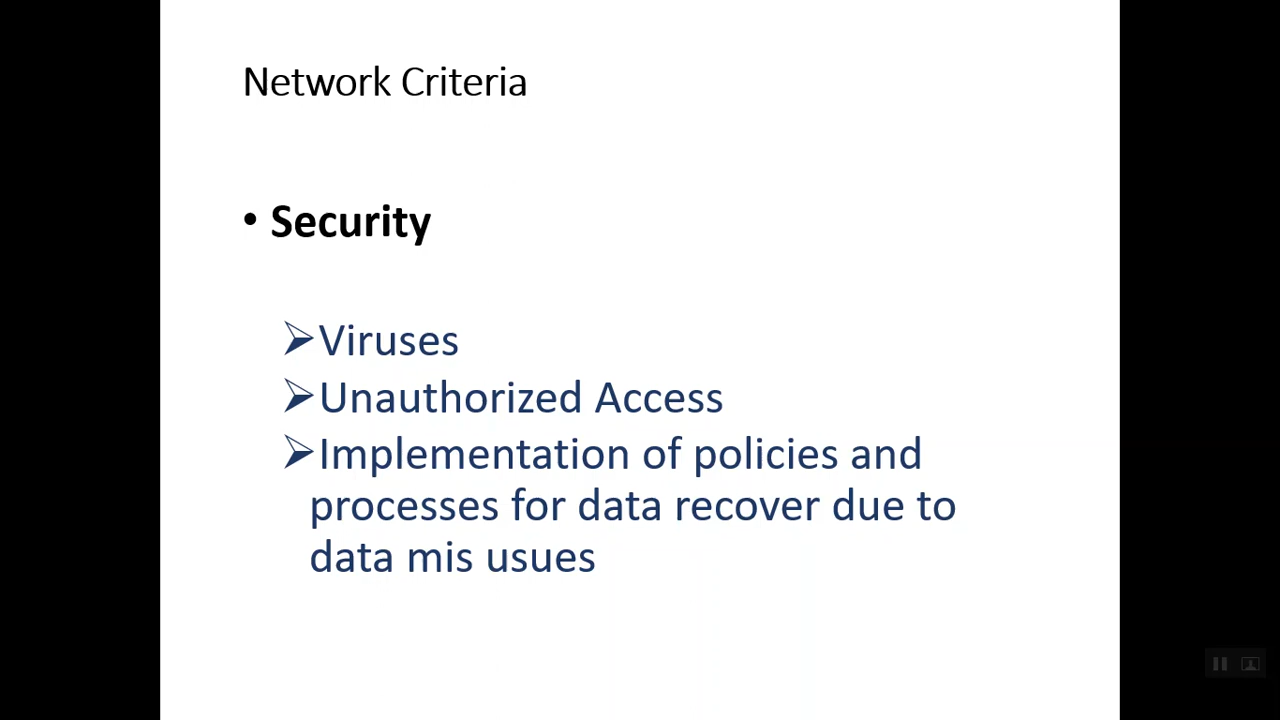 Network Criteria
• Security
➢Viruses
➢Unauthorized Access
➢Implementation of policies and
processes for data recover due to
data mis usues